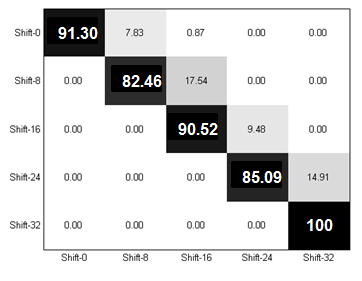 Shift-0 91.30 7.83 0.87 0.00 0.00
Shift-8 0.00 82.46 17.54 0.00 0.00
Shift-16 0.00 0.00 90.52 9.48 0.00
Shift-24 0.00 0.00 0.00 85.09 14.91
Shift-32 0.00 0.00 0.00 0.00 100
Shift-0 Shift-8 Shift-16 Shift-24 Shift-32